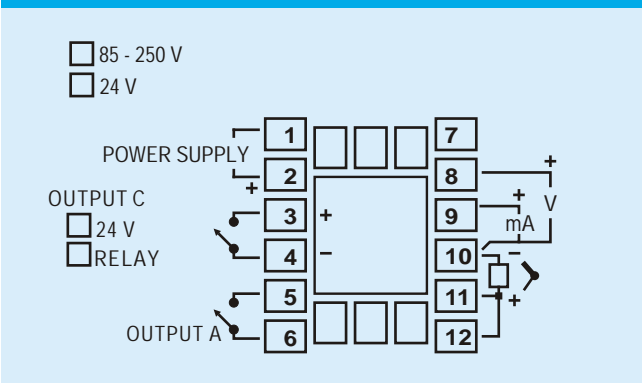 85 - 250 V
24 V
1
7
POWER SUPPLY
2
8
+
+
OUTPUT C
3
+
9
+
V
24 V
mA
RELAY
4
–
10
–
5
11
+
OUTPUT A
6
12